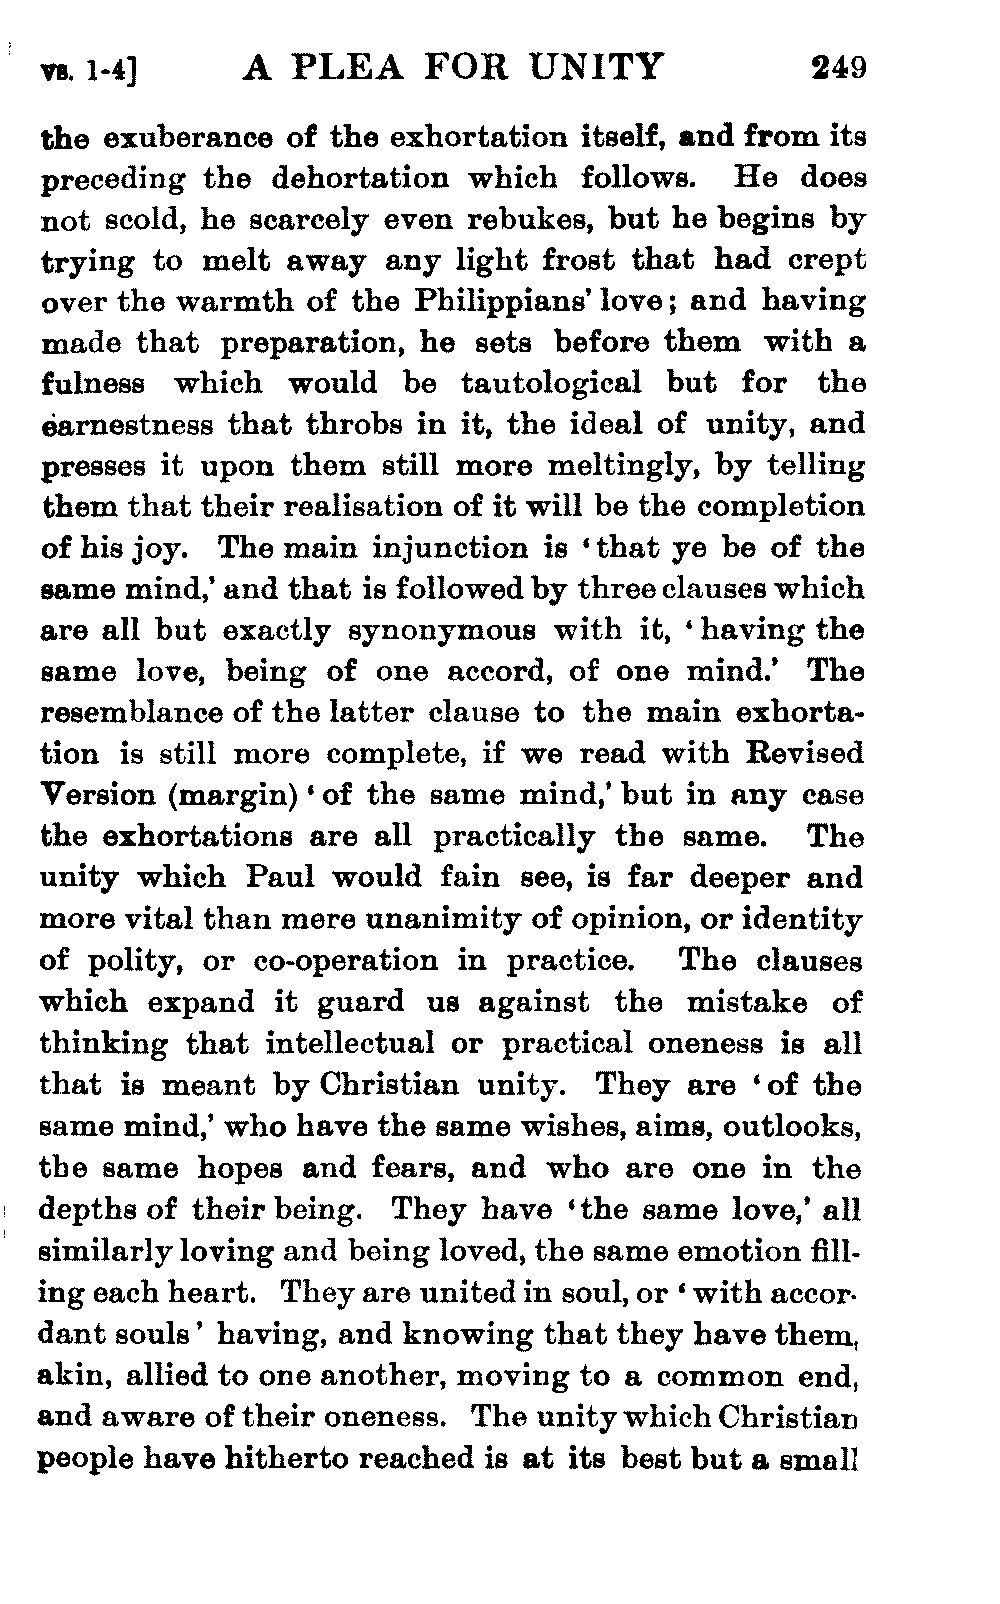 vs. 1-4] A PLEA FOR UNITY 249
the exuberance of the exhortation itself, and from its
preceding the dehortation which follows. He does
not scold, he scarcely even rebukes, but he begins by
trying to melt away any light frost that had crept
over the warmth of the Philippians' love; and having
made that preparation, he sets before them with a
fulness which would be tautological but for the
earnestness that throbs in it, the ideal of unity, and
presses it upon them still more meltingly, by telling
them that their realisation of it will be the completion
of his joy. The main injunction is ‘that ye be of the
same mind,’ and that is followed by three clauses which
are all but exactly synonymous with it, ‘having the
same love, being of one accord, of one mind.’ The
resemblance of the latter clause to the main exhorta-
tion is still more complete, if we read with Revised
Version (margin) ‘of the same mind,’ but in any case
the exhortations are all practically the same. The
unity which Paul would fain see, is far deeper and
more vital than mere unanimity of opinion, or identity
of polity, or co-operation in practice. The clauses
which expand it guard us against the mistake of
thinking that intellectual or practical oneness is all
that is meant by Christian unity. They are ‘of the
same mind,’ who have the same wishes, aims, outlooks,
the same hopes and fears, and who are one in the
depths of their being. They have ‘the same love,’ all
similarly loving and being loved, the same emotion fill-
ing each heart. They are united in soul, or ‘with accor-
dant souls’ having, and knowing that they have them,
akin, allied to one another, moving to a common end,
and aware of their oneness. The unity which Christian
people have hitherto reached is at its best but a small